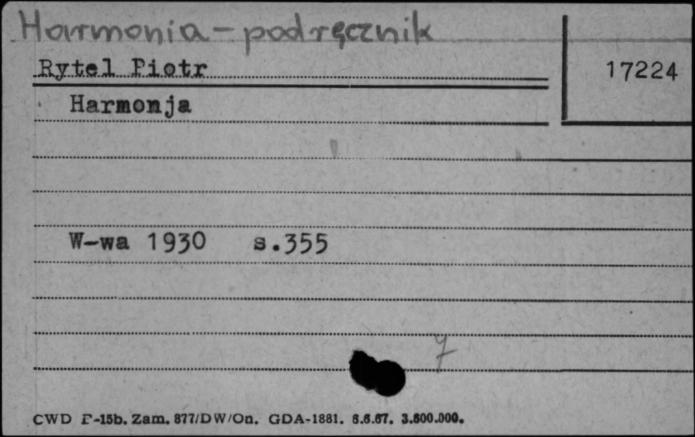 Harmonia - podręcznik
Rytel Piotr
17224
Harmonja
W-wa 1930 s.355
7
CWD F-15b. Zam. 877/DW/On. GDA-1881. 8.6.67. 3.800.000.